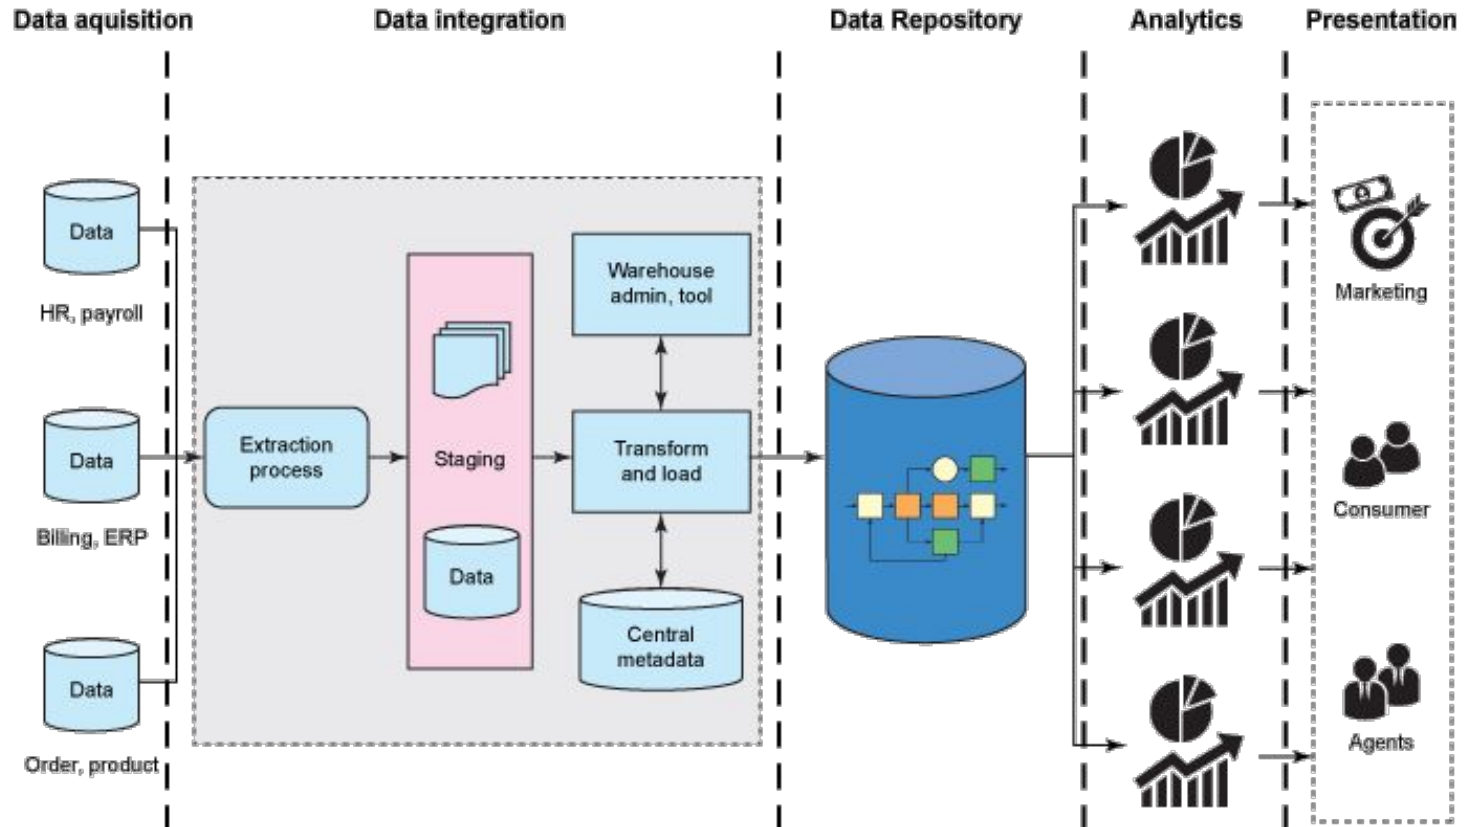 Data aquisition
Data integration
Data Repository
Analytics
Presentation
Data
HR, payroll
Data
Billing, ERP
Data
Order, product
Extraction
process
Staging
Data
Warehouse
admin, tool
Transform
and load
Central
metadata
Marketing
Consumer
Agents